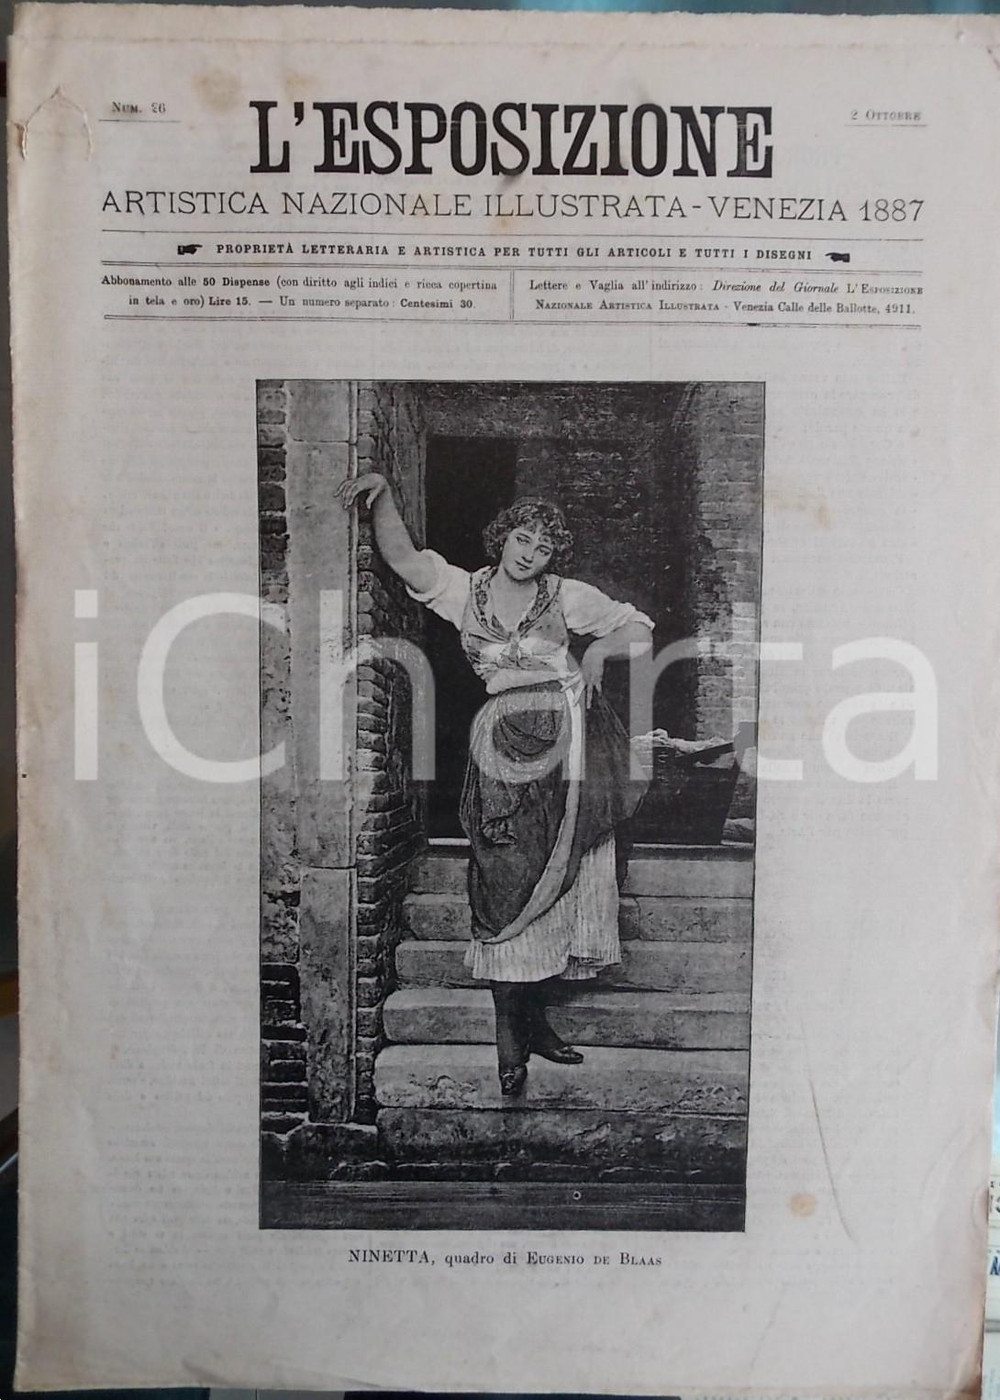 Num. 26
2 Ottobre
L'ESPOSIZIONE
ARTISTICA NAZIONALE ILLUSTRATA - VENEZIA 1887
PROPRIETÀ LETTERARIA E ARTISTICA PER TUTTI GLI ARTICOLI E TUTTI I DISEGNI
Abbonamento alle 50 Dispense (con diritto agli indici e ricca copertina
in tela e oro) Lire 15. — Un numero separato: Centesimi 30.
Lettere e Vaglia all'indirizzo: Direzione del Giornale L'Esposizione
Nazionale Artistica Illustrata - Venezia Calle delle Ballotte, 4911.
iCharta
NINETTA, quadro di Eugenio de Blaas